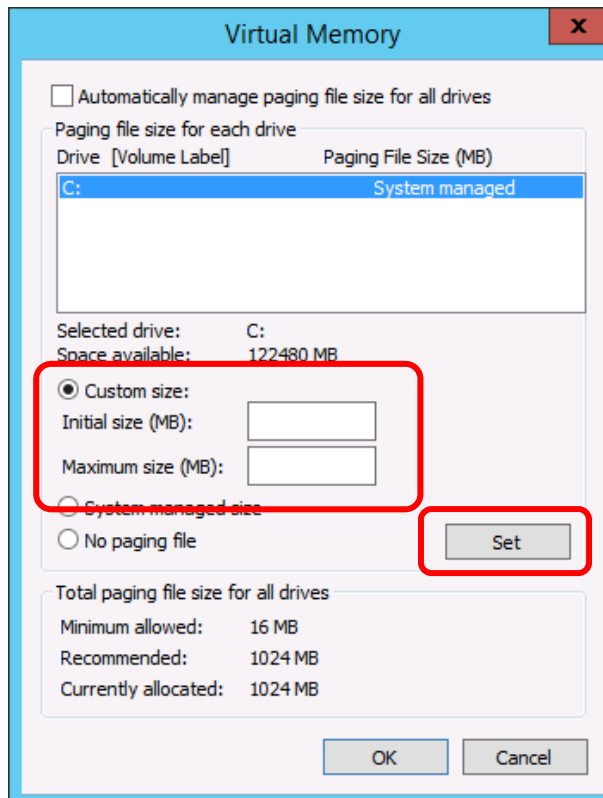 Virtual Memory
x
Automatically manage paging file size for all drives
Paging file size for each drive
Drive [Volume Label] Paging File Size (MB)
C: System managed
Selected drive: C:
Space available: 122480 MB
Custom size:
Initial size (MB):
Maximum size (MB):
System managed size
No paging file
Set
Total paging file size for all drives
Minimum allowed: 16 MB
Recommended: 1024 MB
Currently allocated: 1024 MB
OK Cancel